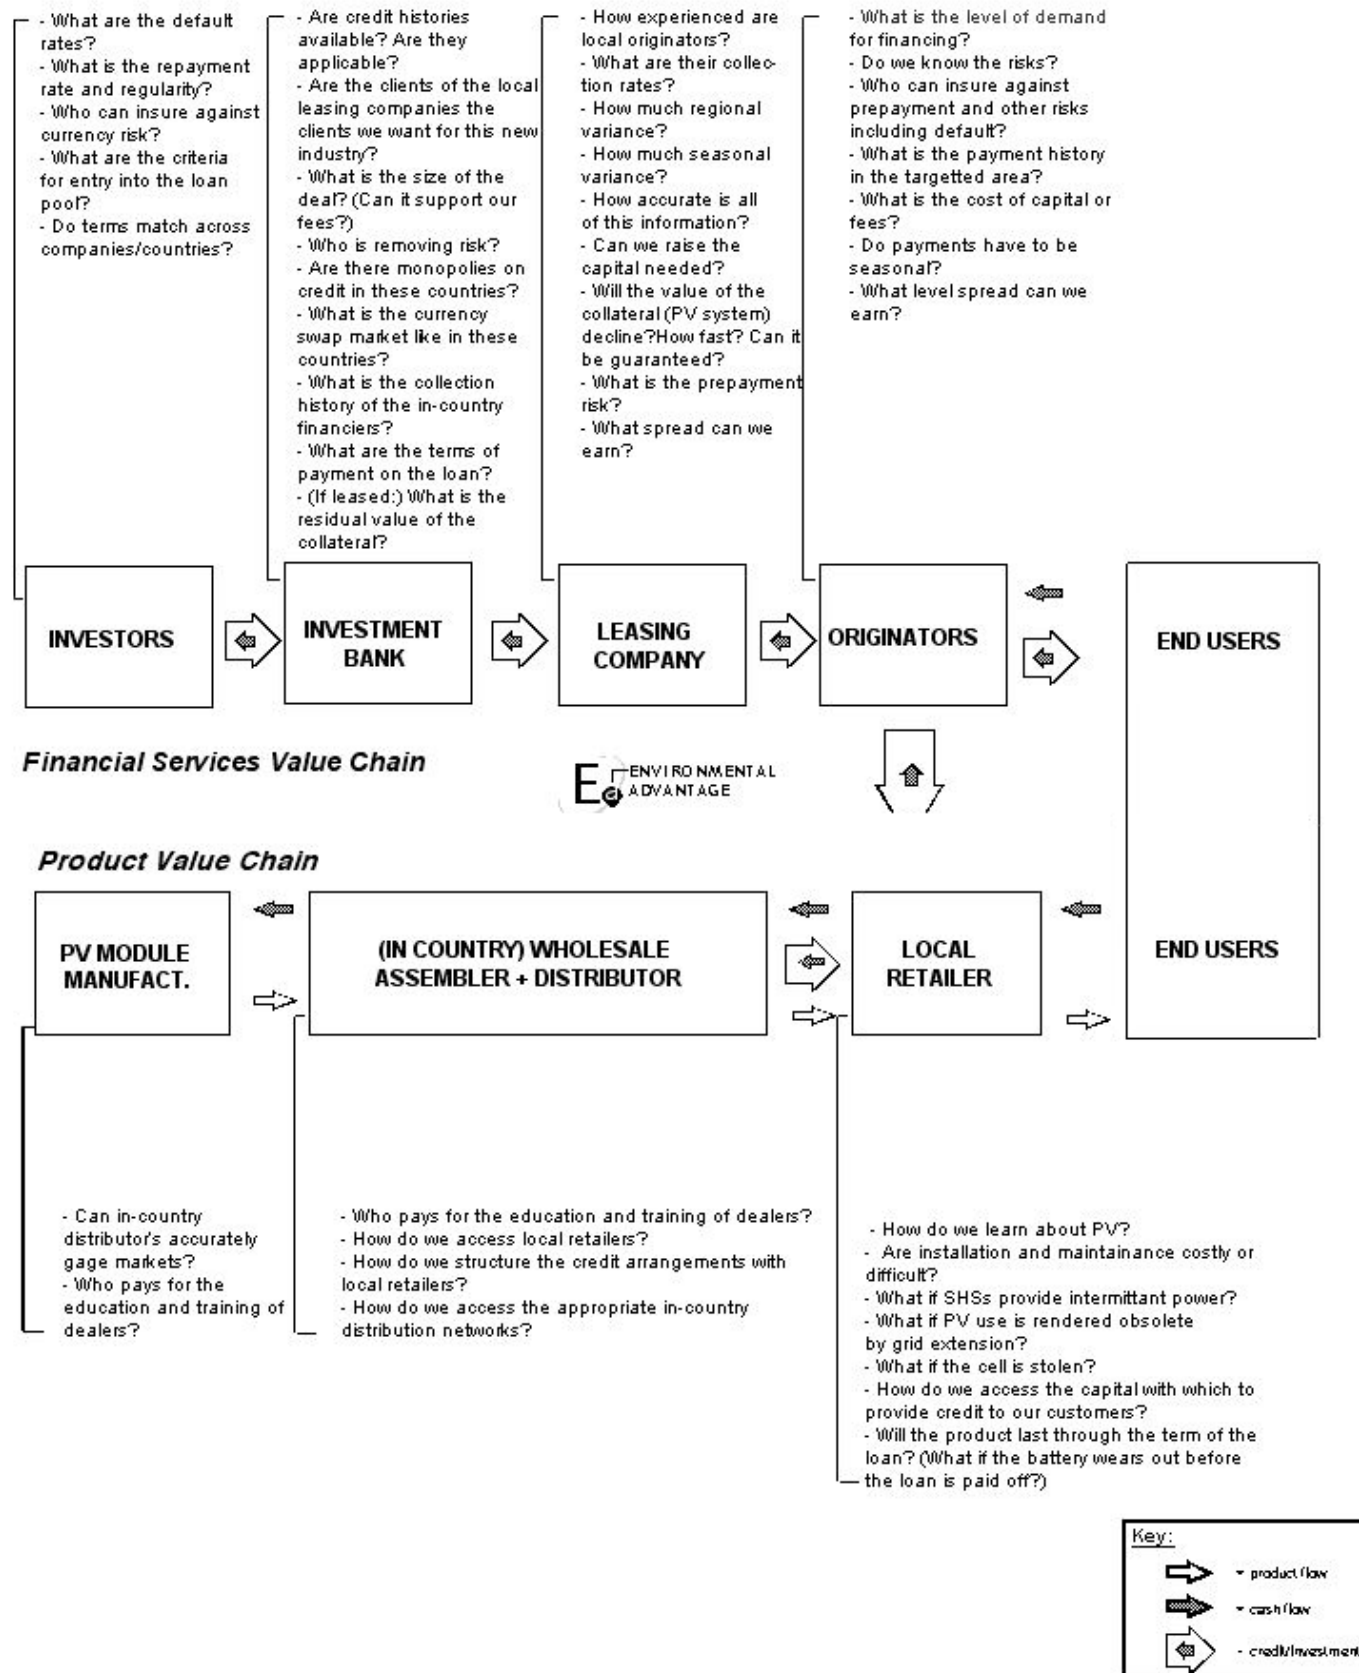 - What are the default
rates?
- What is the repayment
rate and regularity?
- Who can insure against
currency risk?
- What are the criteria
for entry into the loan
pool?
- Do terms match across
companies/countries?
- Are credit histories
available? Are they
applicable?
- Are the clients of the local
leasing companies the
clients we want for this new
industry?
- What is the size of the
deal? (Can it support our
fees?)
- Who is removing risk?
- Are there monopolies on
credit in these countries?
- What is the currency
swap market like in these
countries?
- What is the collection
history of the in-country
financiers?
- What are the terms of
payment on the loan?
- (If leased:) What is the
residual value of the
collateral?
- How experienced are
local originators?
- What are their collec-
tion rates?
- How much regional
variance?
- How much seasonal
variance?
- How accurate is all
of this information?
- Can we raise the
capital needed?
- Will the value of the
collateral (PV system)
decline?How fast? Can it
be guaranteed?
- What is the prepayment
risk?
- What spread can we
earn?
- What is the level of demand
for financing?
- Do we know the risks?
- Who can insure against
prepayment and other risks
including default?
- What is the payment history
in the targetted area?
- What is the cost of capital or
fees?
- Do payments have to be
seasonal?
- What level spread can we
earn?
INVESTORS
INVESTMENT
BANK
LEASING
COMPANY
ORIGINATORS
END USERS
Financial Services Value Chain
Ea
ENVIRONMENTAL
ADVANTAGE
Product Value Chain
PV MODULE
MANUFACT.
(IN COUNTRY) WHOLESALE
ASSEMBLER + DISTRIBUTOR
LOCAL
RETAILER
END USERS
- Can in-country
distributor's accurately
gage markets?
- Who pays for the
education and training of
dealers?
- Who pays for the education and training of dealers?
- How do we access local retailers?
- How do we structure the credit arrangements with
local retailers?
- How do we access the appropriate in-country
distribution networks?
- How do we learn about PV?
- Are installation and maintainance costly or
difficult?
- What if SHSs provide intermittant power?
- What if PV use is rendered obsolete
by grid extension?
- What if the cell is stolen?
- How do we access the capital with which to
provide credit to our customers?
- Will the product last through the term of the
loan? (What if the battery wears out before
the loan is paid off?)
Key:
= product flow
= cash flow
- credit/investment